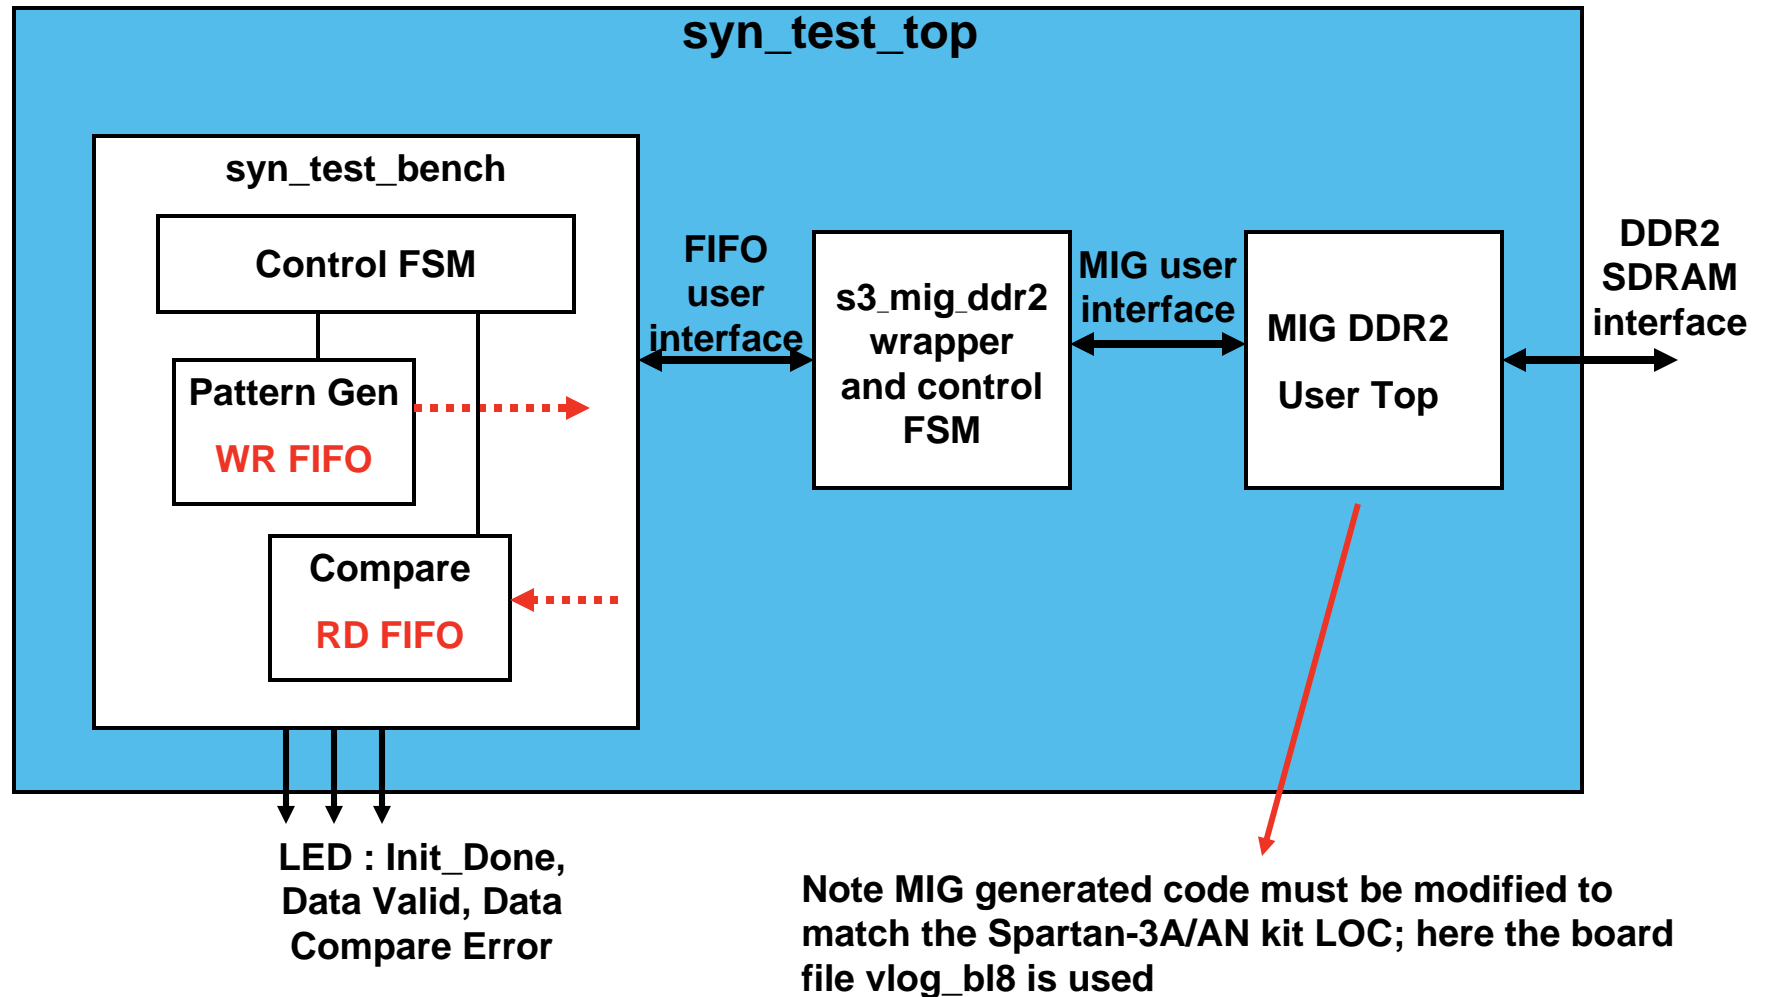 syn_test_top
syn_test_bench
Control FSM
Pattern Gen
WR FIFO
Compare
RD FIFO
FIFO
user
interface
s3_mig_ddr2
wrapper
and control
FSM
MIG user
interface
MIG DDR2
User Top
DDR2
SDRAM
interface
LED : Init_Done,
Data Valid, Data
Compare Error
Note MIG generated code must be modified to
match the Spartan-3A/AN kit LOC; here the board
file vlog_bl8 is used